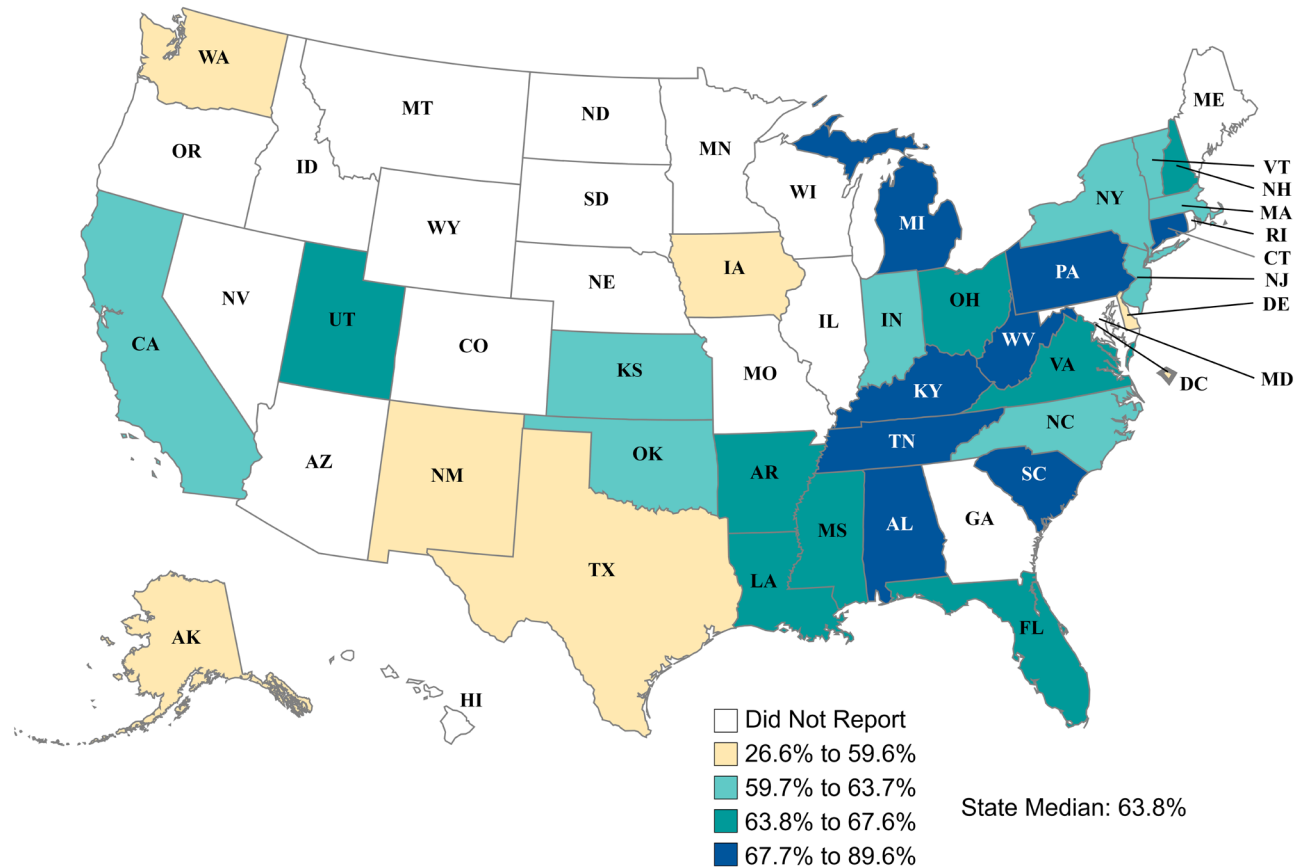 WA
MT
ND
MN
ME
OR
ID
SD
WI
VT
NH
WY
NY
MA
MI
RI
CT
IA
NE
PA
NJ
NV
OH
DE
UT
IL
IN
CO
WV
CA
KS
MO
VA
MD
DC
KY
NC
TN
OK
AZ
NM
AR
SC
GA
MS
AL
TX
LA
FL
AK
HI
Did Not Report
26.6% to 59.6%
59.7% to 63.7%
State Median: 63.8%
63.8% to 67.6%
67.7% to 89.6%